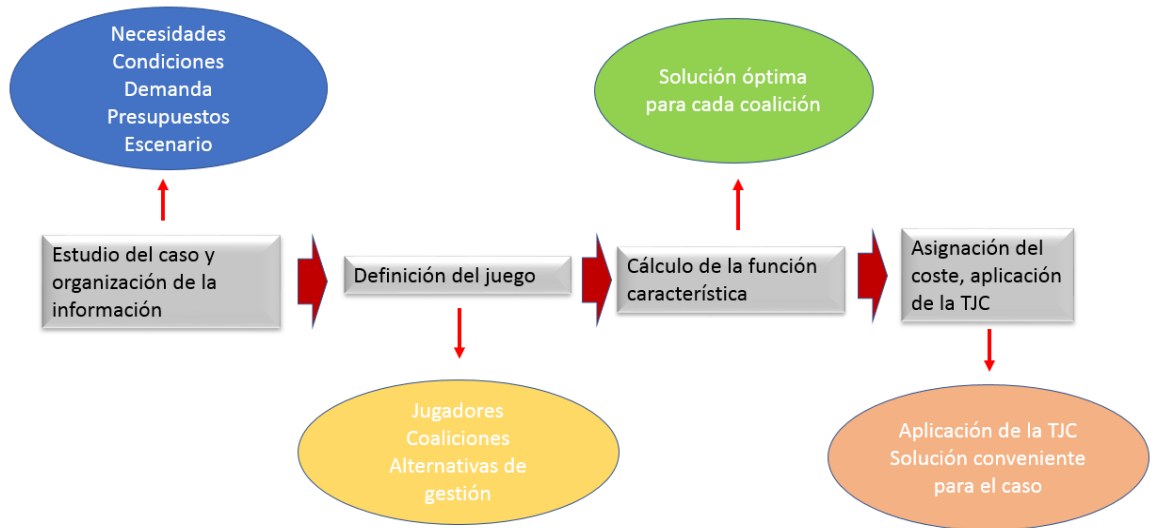 Necesidades
Condiciones
Demanda
Presupuestos
Escenario
Solución óptima
para cada coalición
Estudio del caso y
organización de la
información
Definición del juego
Cálculo de la función
característica
Asignación del
coste, aplicación
de la TJC
Jugadores
Coaliciones
Alternativas de
gestión
Aplicación de la TJC
Solución conveniente
para el caso